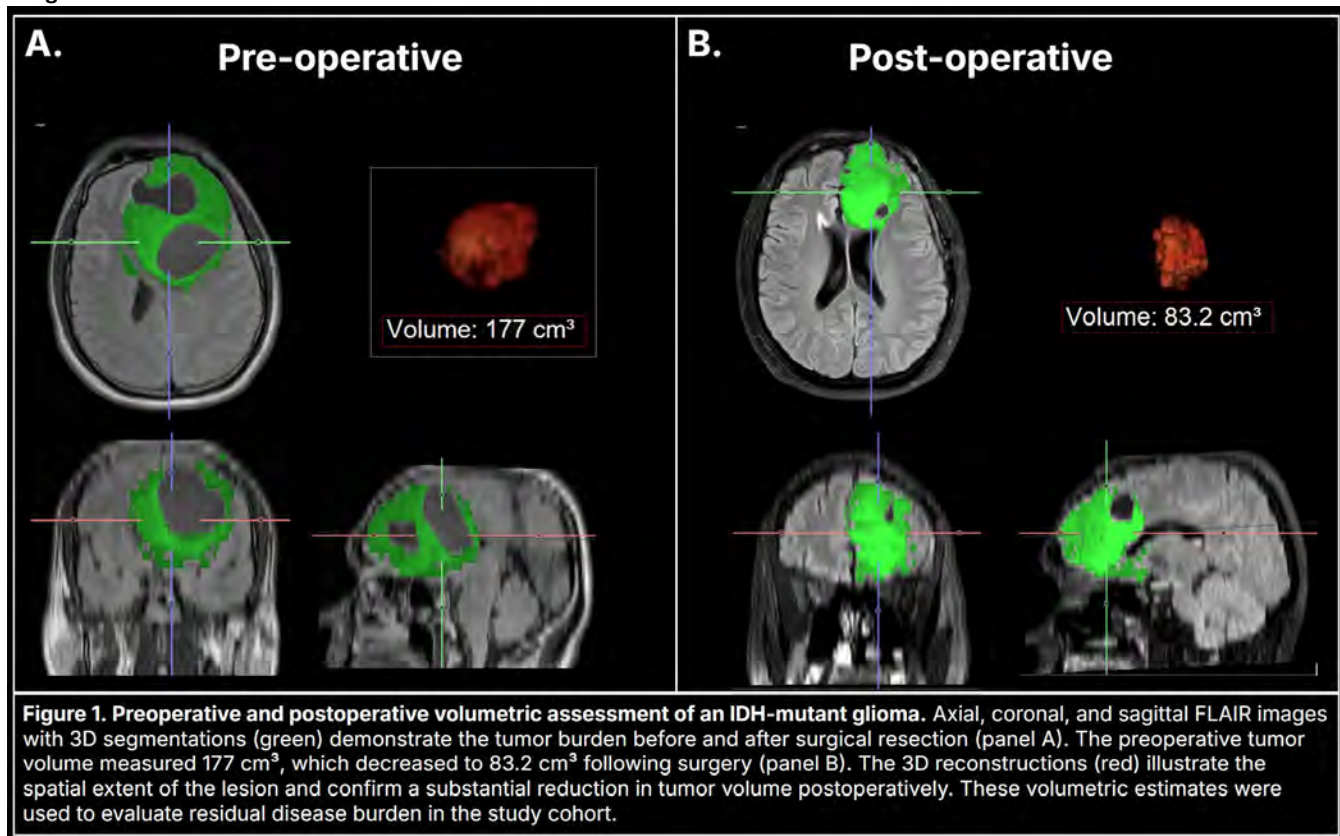 A.
Pre-operative
Volume: 177 cm³
B.
Post-operative
Volume: 83.2 cm³
Figure 1. Preoperative and postoperative volumetric assessment of an IDH-mutant glioma. Axial, coronal, and sagittal FLAIR images
with 3D segmentations (green) demonstrate the tumor burden before and after surgical resection (panel A). The preoperative tumor
volume measured 177 cm³, which decreased to 83.2 cm³ following surgery (panel B). The 3D reconstructions (red) illustrate the
spatial extent of the lesion and confirm a substantial reduction in tumor volume postoperatively. These volumetric estimates were
used to evaluate residual disease burden in the study cohort.